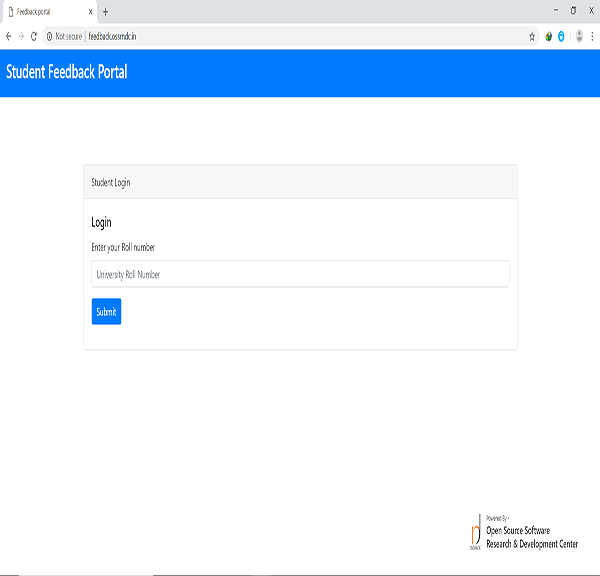 Feedback portal
Not secure | feedback.ossrndc.in
Student Feedback Portal
Student Login
Login
Enter your Roll number
University Roll Number
Submit
Powered By -
Open Source Software
Research & Development Center